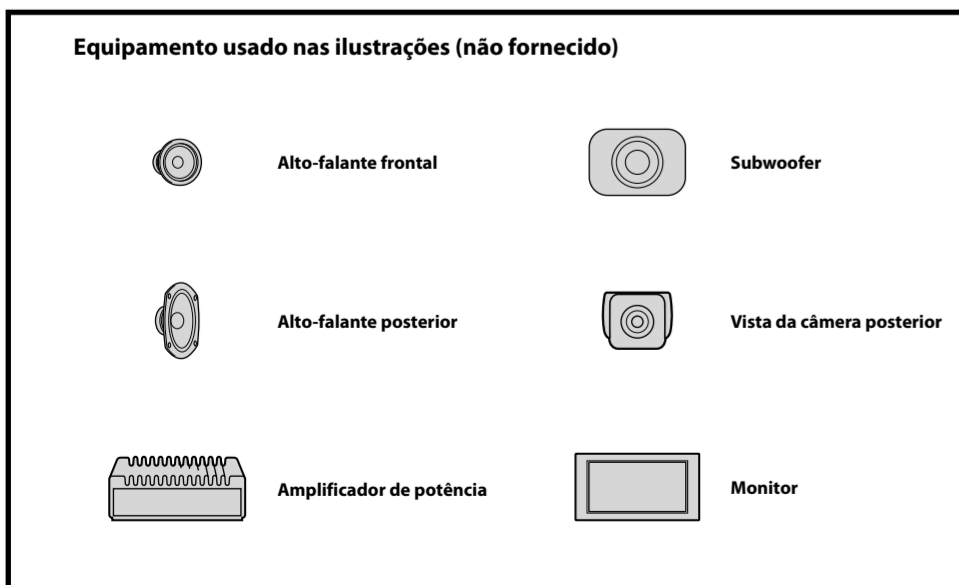 Equipamento usado nas ilustrações (não fornecido)
Alto-falante frontal
Subwoofer
Alto-falante posterior
Vista da câmera posterior
Amplificador de potência
Monitor